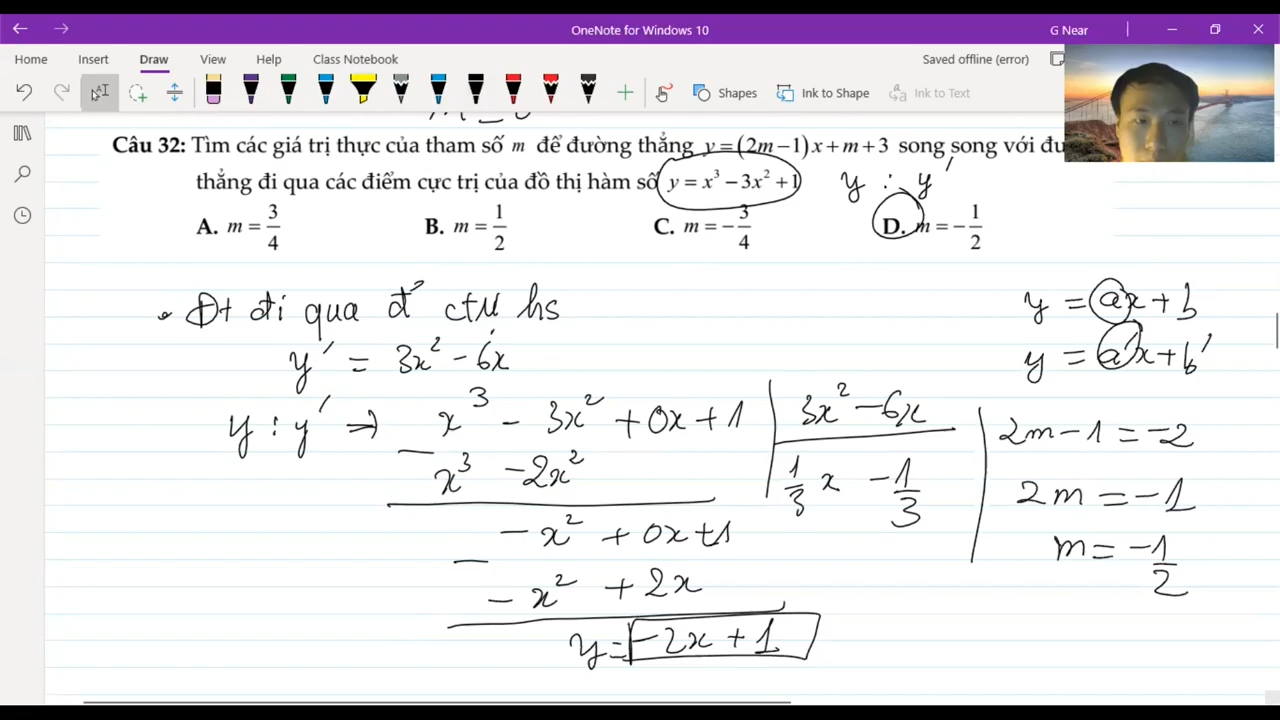 OneNote for Windows 10
G Near
Home Insert Draw View Help Class Notebook
Saved offline (error)
Shapes Ink to Shape Ink to Text
Câu 32: Tìm các giá trị thực của tham số m để đường thẳng y = (2m − 1)x + m + 3 song song với
thẳng đi qua các điểm cực trị của đồ thị hàm số y = x³ − 3x² + 1 y : y'
A. m = 3/4 B. m = 1/2 C. m = −3/4 D. m = −1/2
Đt đi qua đ' ctrị hs
y = ax + b
y' = 3x² − 6x
y = a'x + b'
y : y' ⇒ x³ − 3x² + 0x + 1 | 3x² − 6x
2m − 1 = −2
− x³ − 2x² 1/3 x − 1/3
2m = −1
− x² + 0x + 1
m = −1/2
− − x² + 2x
y = −2x + 1